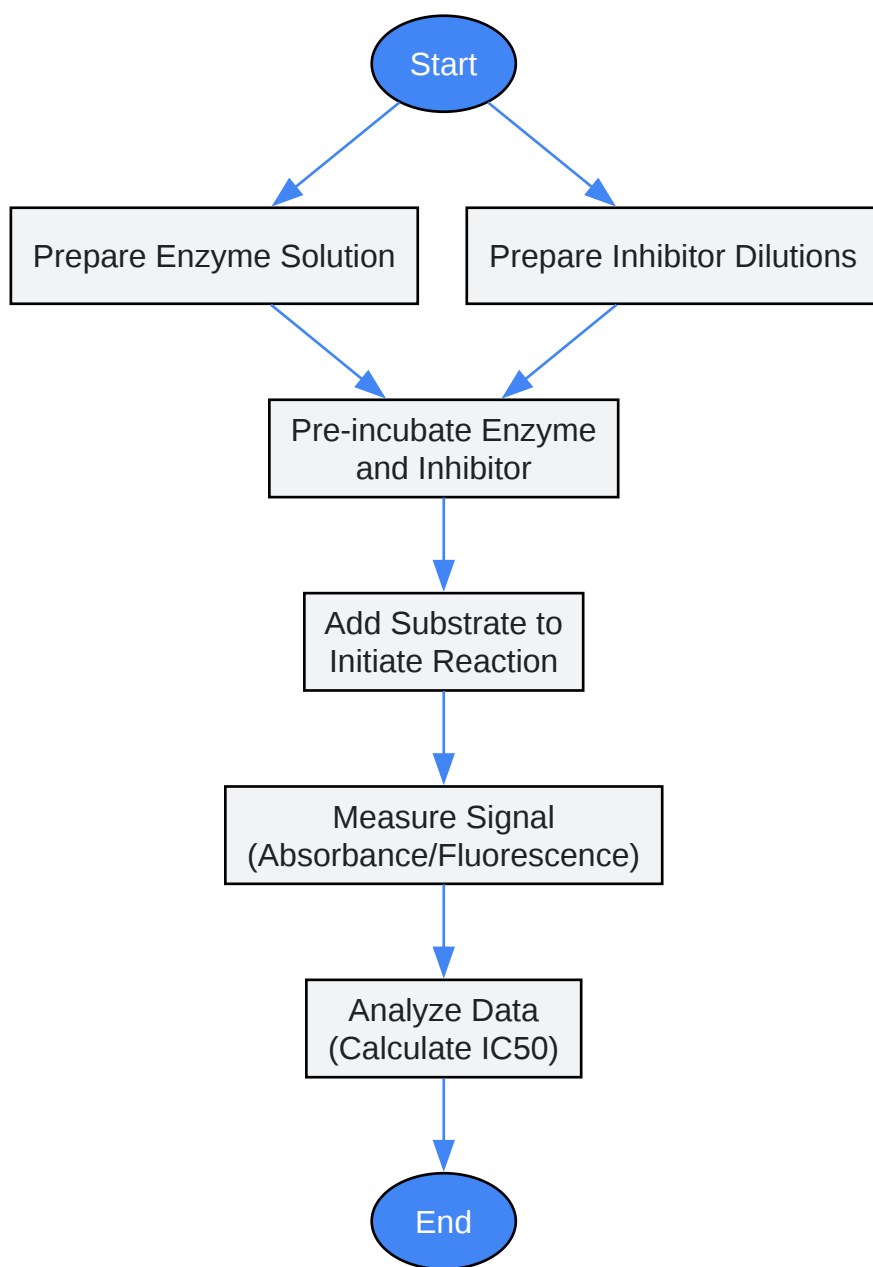 Start
Prepare Enzyme Solution
Prepare Inhibitor Dilutions
Pre-incubate Enzyme
and Inhibitor
Add Substrate to
Initiate Reaction
Measure Signal
(Absorbance/Fluorescence)
Analyze Data
(Calculate IC50)
End